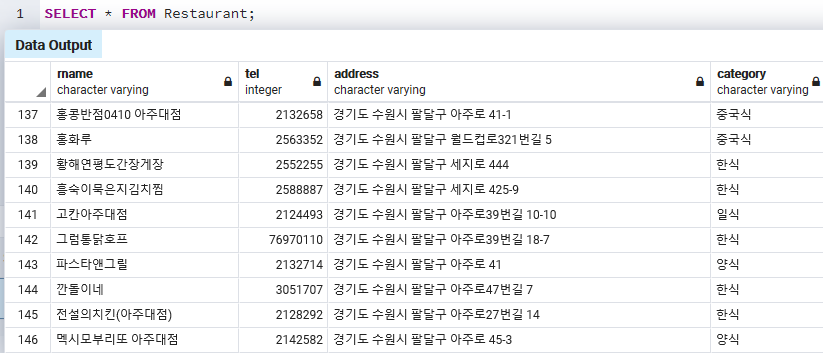 1 SELECT * FROM Restaurant;
Data Output
rname tel address category
character varying integer character varying character varying
137 홍콩반점0410 아주대점 2132658 경기도 수원시 팔달구 아주로 41-1 중국식
138 홍화루 2563352 경기도 수원시 팔달구 월드컵로321번길 5 중국식
139 황해연평도간장게장 2552255 경기도 수원시 팔달구 세지로 444 한식
140 흥숙이묵은지김치찜 2588887 경기도 수원시 팔달구 세지로 425-9 한식
141 고칸아주대점 2124493 경기도 수원시 팔달구 아주로39번길 10-10 일식
142 그럼통닭호프 76970110 경기도 수원시 팔달구 아주로39번길 18-7 한식
143 파스타앤그릴 2132714 경기도 수원시 팔달구 아주로 41 양식
144 깐돌이네 3051707 경기도 수원시 팔달구 아주로47번길 7 한식
145 전설의치킨(아주대점) 2128292 경기도 수원시 팔달구 아주로27번길 14 한식
146 멕시모부리또 아주대점 2142582 경기도 수원시 팔달구 아주로 45-3 양식